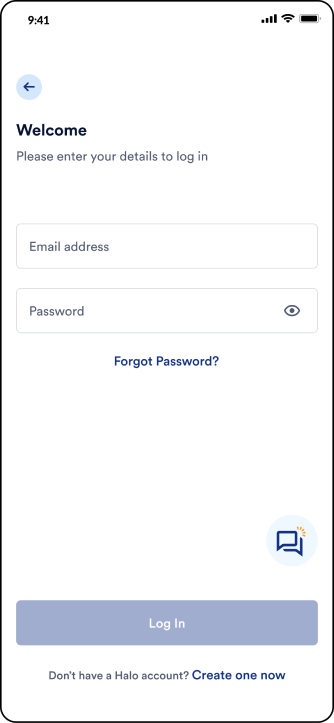 9:41
Welcome
Please enter your details to log in
Email address
Password
Forgot Password?
Log In
Don't have a Halo account? Create one now